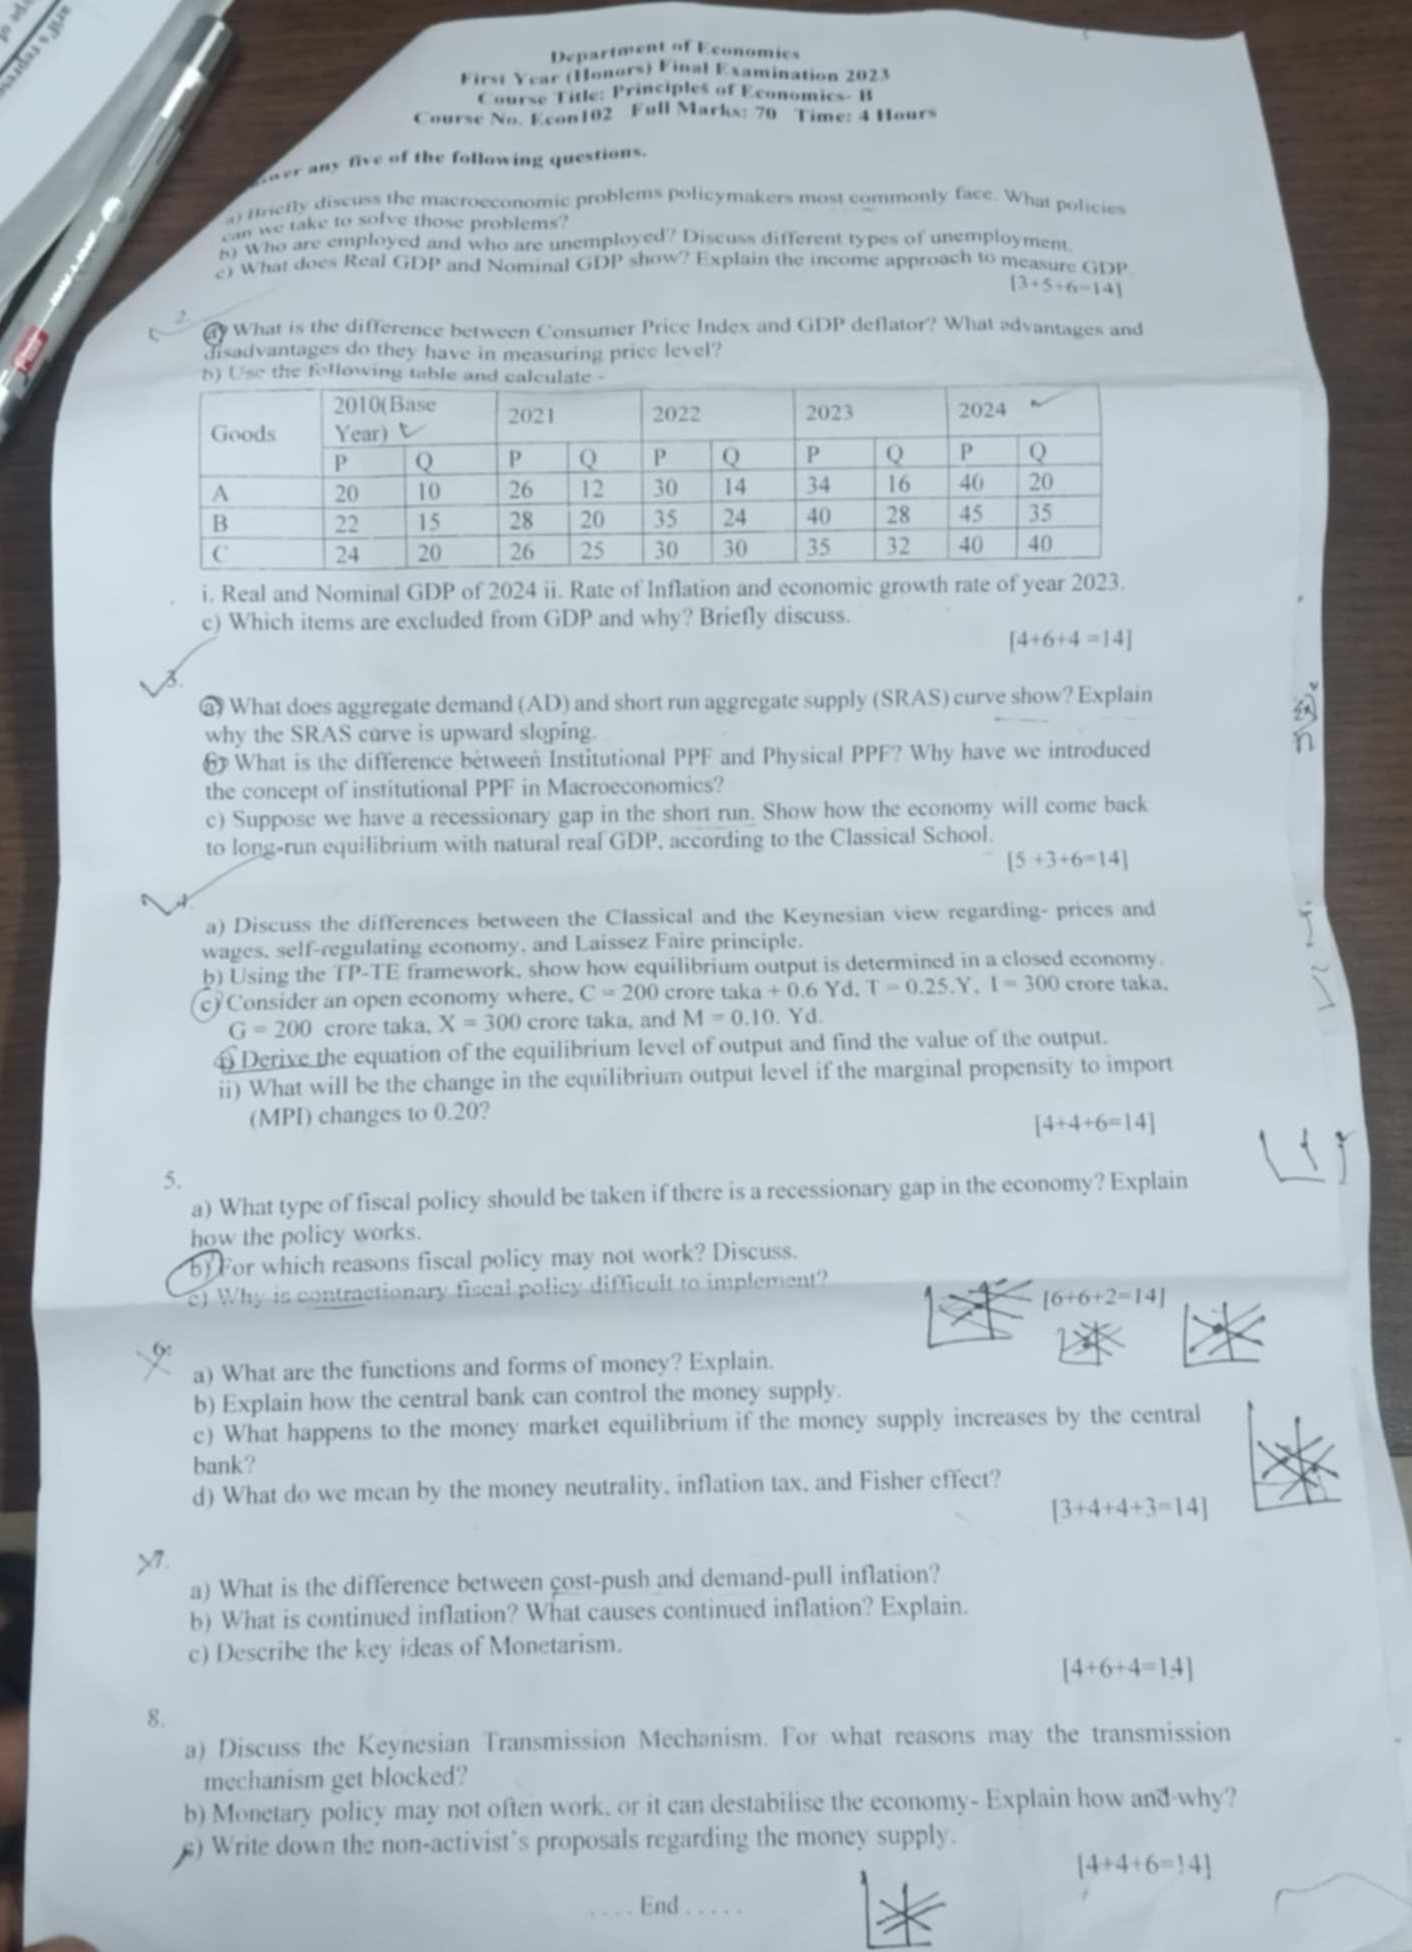 Department of Economics
First Year (Honors) Final Examination 2023
Course Title: Principles of Economics- B
Course No. Econ102 Full Marks: 70 Time: 4 Hours
any five of the following questions.
a) Briefly discuss the macroeconomic problems policymakers most commonly face. What policies
can we take to solve those problems?
b) Who are employed and who are unemployed? Discuss different types of unemployment.
c) What does Real GDP and Nominal GDP show? Explain the income approach to measure GDP.
[3+5+6=14]
2.
a) What is the difference between Consumer Price Index and GDP deflator? What advantages and
disadvantages do they have in measuring price level?
b) Use the following table and calculate -
Goods 2010(Base Year) 2021 2022 2023 2024
P Q P Q P Q P Q P Q
A 20 10 26 12 30 14 34 16 40 20
B 22 15 28 20 35 24 40 28 45 35
C 24 20 26 25 30 30 35 32 40 40
i. Real and Nominal GDP of 2024 ii. Rate of Inflation and economic growth rate of year 2023.
c) Which items are excluded from GDP and why? Briefly discuss.
[4+6+4 =14]
3.
a) What does aggregate demand (AD) and short run aggregate supply (SRAS) curve show? Explain
why the SRAS curve is upward sloping.
b) What is the difference between Institutional PPF and Physical PPF? Why have we introduced
the concept of institutional PPF in Macroeconomics?
c) Suppose we have a recessionary gap in the short run. Show how the economy will come back
to long-run equilibrium with natural real GDP, according to the Classical School.
[5 +3+6=14]
4.
a) Discuss the differences between the Classical and the Keynesian view regarding- prices and
wages, self-regulating economy, and Laissez Faire principle.
b) Using the TP-TE framework, show how equilibrium output is determined in a closed economy.
c) Consider an open economy where, C = 200 crore taka + 0.6 Yd, T = 0.25.Y, I = 300 crore taka,
G = 200 crore taka, X = 300 crore taka, and M = 0.10. Yd.
i) Derive the equation of the equilibrium level of output and find the value of the output.
ii) What will be the change in the equilibrium output level if the marginal propensity to import
(MPI) changes to 0.20?
[4+4+6=14]
5.
a) What type of fiscal policy should be taken if there is a recessionary gap in the economy? Explain
how the policy works.
b) For which reasons fiscal policy may not work? Discuss.
c) Why is contractionary fiscal policy difficult to implement?
[6+6+2=14]
6.
a) What are the functions and forms of money? Explain.
b) Explain how the central bank can control the money supply.
c) What happens to the money market equilibrium if the money supply increases by the central
bank?
d) What do we mean by the money neutrality, inflation tax, and Fisher effect?
[3+4+4+3=14]
7.
a) What is the difference between cost-push and demand-pull inflation?
b) What is continued inflation? What causes continued inflation? Explain.
c) Describe the key ideas of Monetarism.
[4+6+4=14]
8.
a) Discuss the Keynesian Transmission Mechanism. For what reasons may the transmission
mechanism get blocked?
b) Monetary policy may not often work, or it can destabilise the economy- Explain how and why?
c) Write down the non-activist's proposals regarding the money supply.
[4+4+6=14]
. . . . End . . . . .